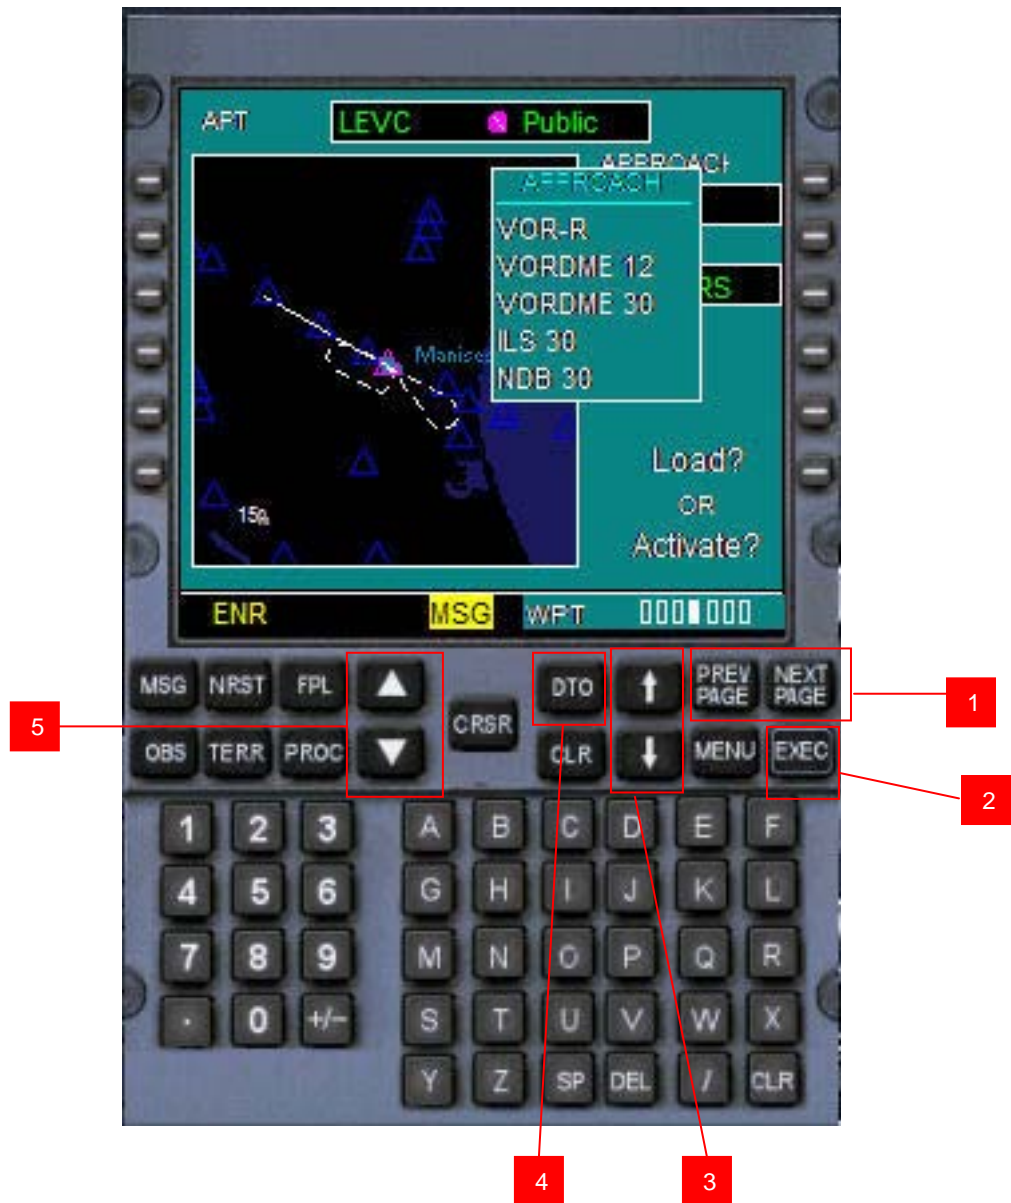 APT LEVC Public
APPROACH
APPROACH
VOR-R
VORDME 12
VORDME 30
RS
ILS 30
Manises
NDB 30
Load?
OR
Activate?
15
ENR MSG WPT
MSG NRST FPL DTO PREV PAGE NEXT PAGE
1
5
CRSR
OBS TERR PROC CLR MENU EXEC
2
1 2 3 A B C D E F
4 5 6 G H I J K L
7 8 9 M N O P Q R
. 0 +/- S T U V W X
Y Z SP DEL / CLR
4 3